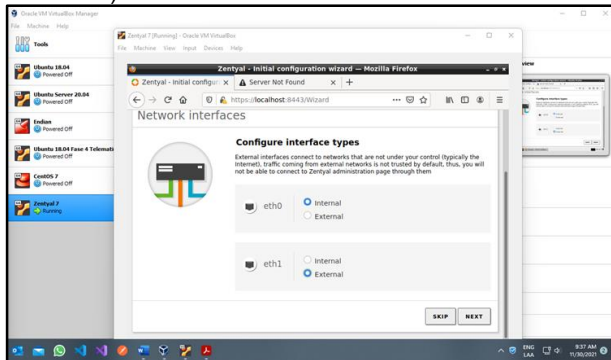 Oracle VM VirtualBox Manager
File Machine Help
Tools
Ubuntu 18.04
Powered Off
Ubuntu Server 20.04
Powered Off
Endian
Powered Off
Ubuntu 18.04 Fase 4 Telemati
Powered Off
CentOS 7
Powered Off
Zentyal 7
Running
Zentyal 7 [Running] - Oracle VM VirtualBox
File Machine View Input Devices Help
Zentyal - Initial configuration wizard — Mozilla Firefox
Zentyal - Initial configur
Server Not Found
https://localhost:8443/Wizard
Network interfaces
Configure interface types
External interfaces connect to networks that are not under your control (typically the
Internet). traffic coming from external networks is not trusted by default, thus, you will
not be able to connect to Zentyal administration page through them
eth0
Internal
External
eth1
Internal
External
SKIP NEXT
ENG
LAA
9:37 AM
11/30/2021